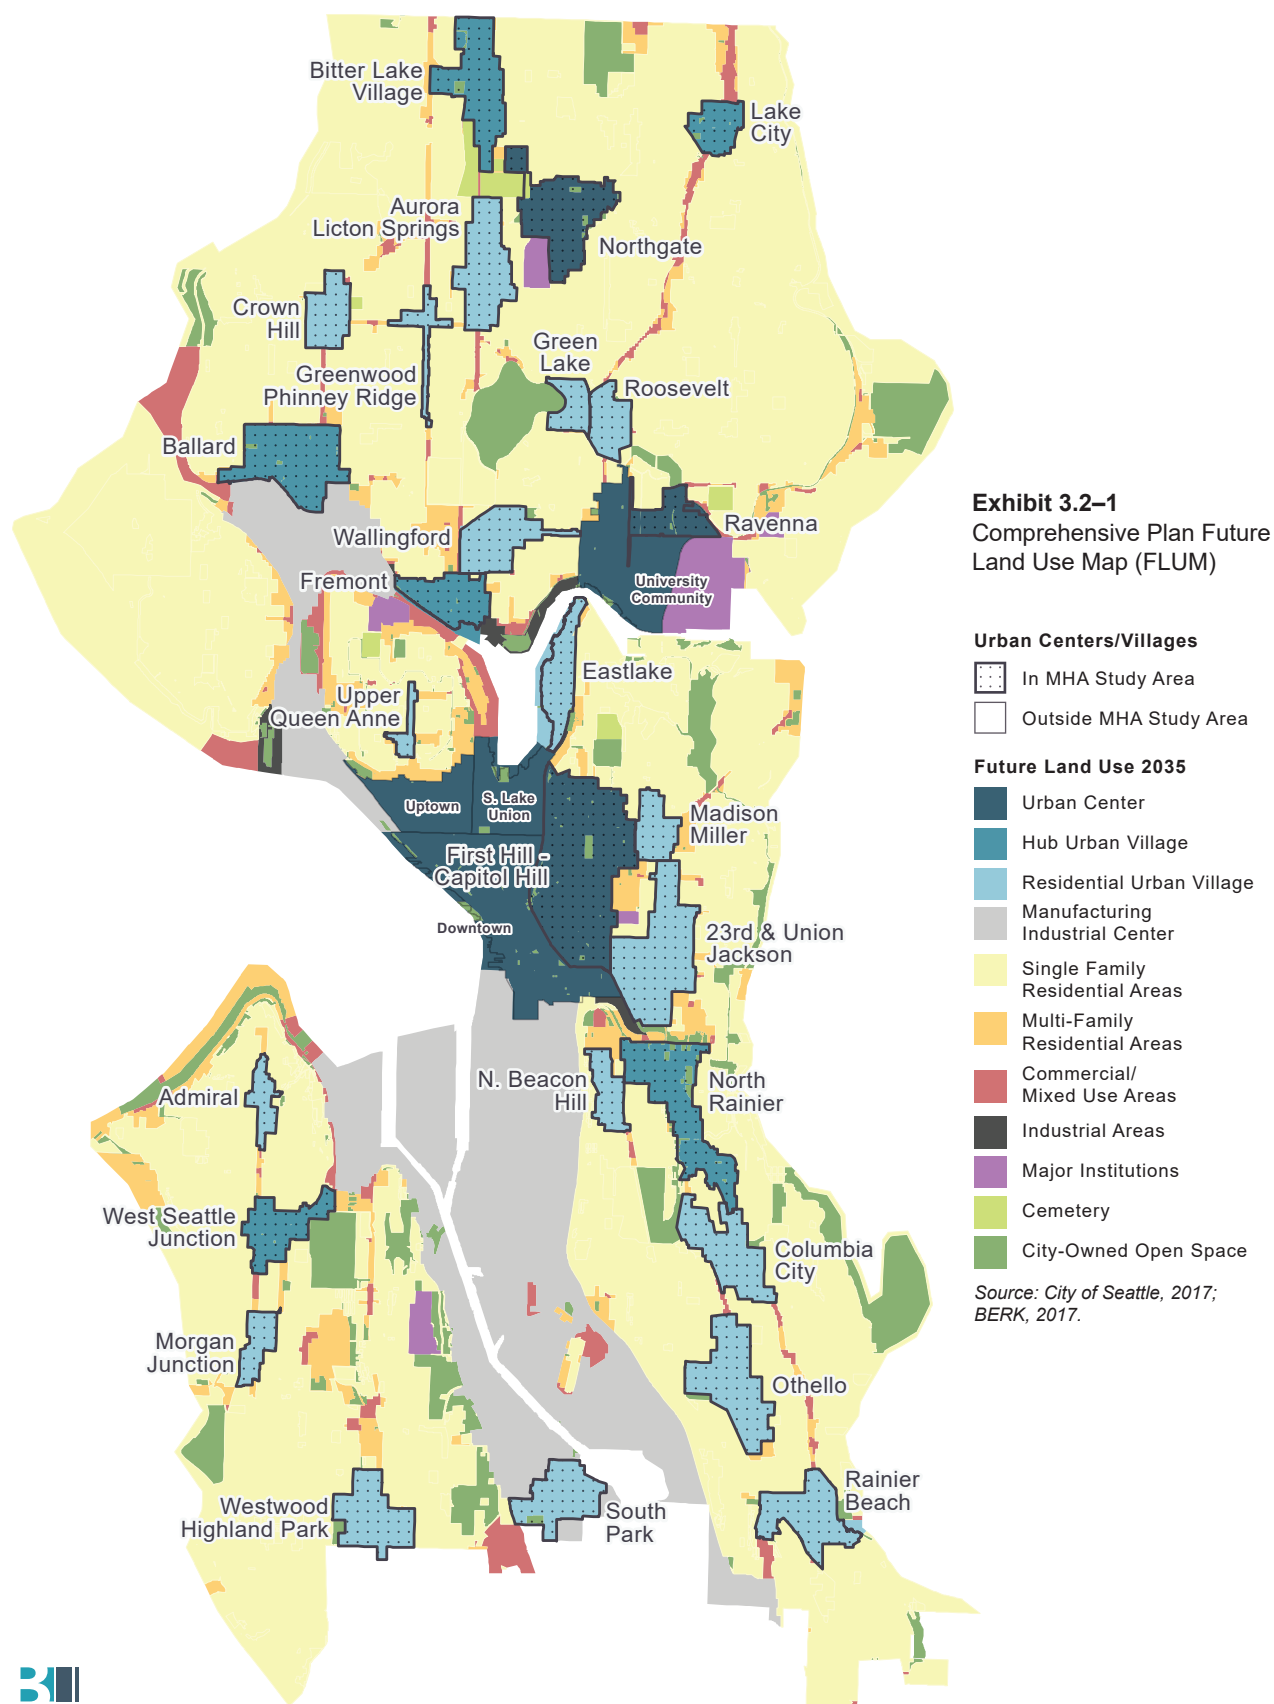 Bitter Lake
Village
Lake
City
Aurora
Licton Springs
Northgate
Crown
Hill
Green
Lake
Greenwood
Phinney Ridge
Roosevelt
Ballard
Wallingford
Ravenna
Fremont
University
Community
Eastlake
Upper
Queen Anne
Uptown
S. Lake
Union
Madison
Miller
First Hill -
Capitol Hill
Downtown
23rd & Union
Jackson
Admiral
N. Beacon
Hill
North
Rainier
West Seattle
Junction
Columbia
City
Morgan
Junction
Othello
Westwood
Highland Park
South
Park
Rainier
Beach
Exhibit 3.2–1
Comprehensive Plan Future
Land Use Map (FLUM)
Urban Centers/Villages
In MHA Study Area
Outside MHA Study Area
Future Land Use 2035
Urban Center
Hub Urban Village
Residential Urban Village
Manufacturing
Industrial Center
Single Family
Residential Areas
Multi-Family
Residential Areas
Commercial/
Mixed Use Areas
Industrial Areas
Major Institutions
Cemetery
City-Owned Open Space
Source: City of Seattle, 2017;
BERK, 2017.